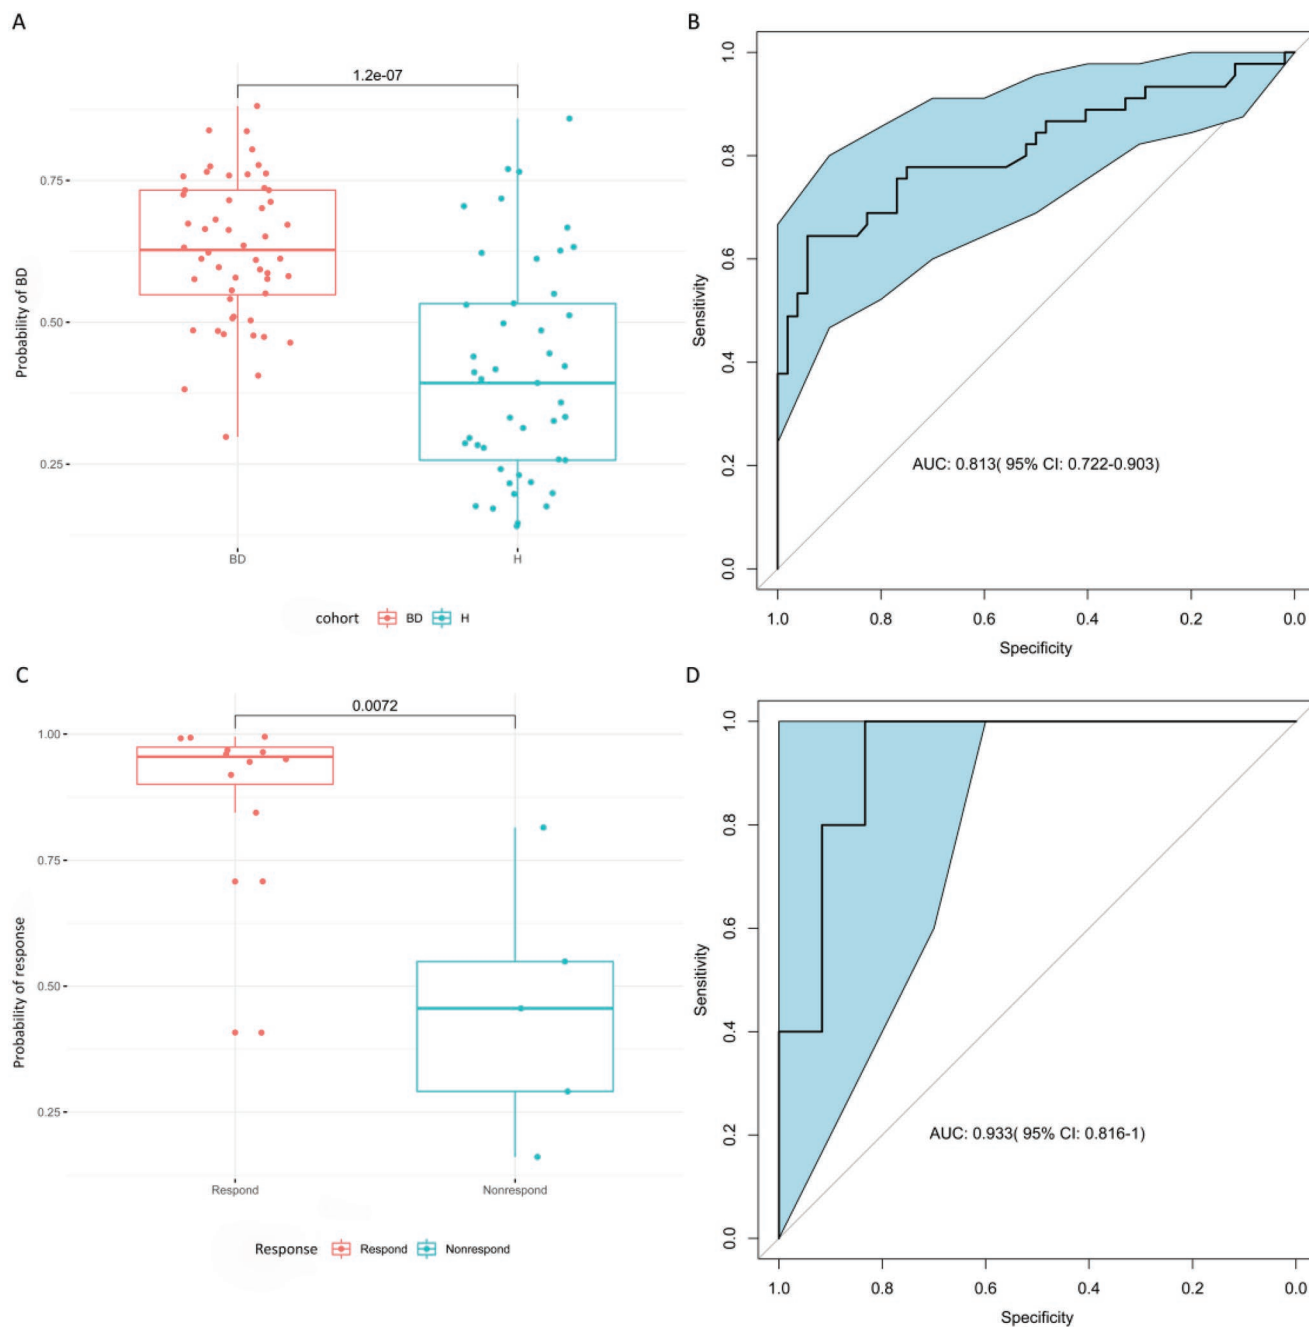 A
1.2e-07
Probability of BD
0.75
0.50
0.25
BD
H
cohort BD H
B
Sensitivity
1.0
0.8
0.6
0.4
0.2
0.0
AUC: 0.813( 95% CI: 0.722-0.903)
1.0 0.8 0.6 0.4 0.2 0.0
Specificity
C
0.0072
Probability of response
1.00
0.75
0.50
0.25
Respond
Nonrespond
Response Respond Nonrespond
D
Sensitivity
1.0
0.8
0.6
0.4
0.2
0.0
AUC: 0.933( 95% CI: 0.816-1)
1.0 0.8 0.6 0.4 0.2 0.0
Specificity